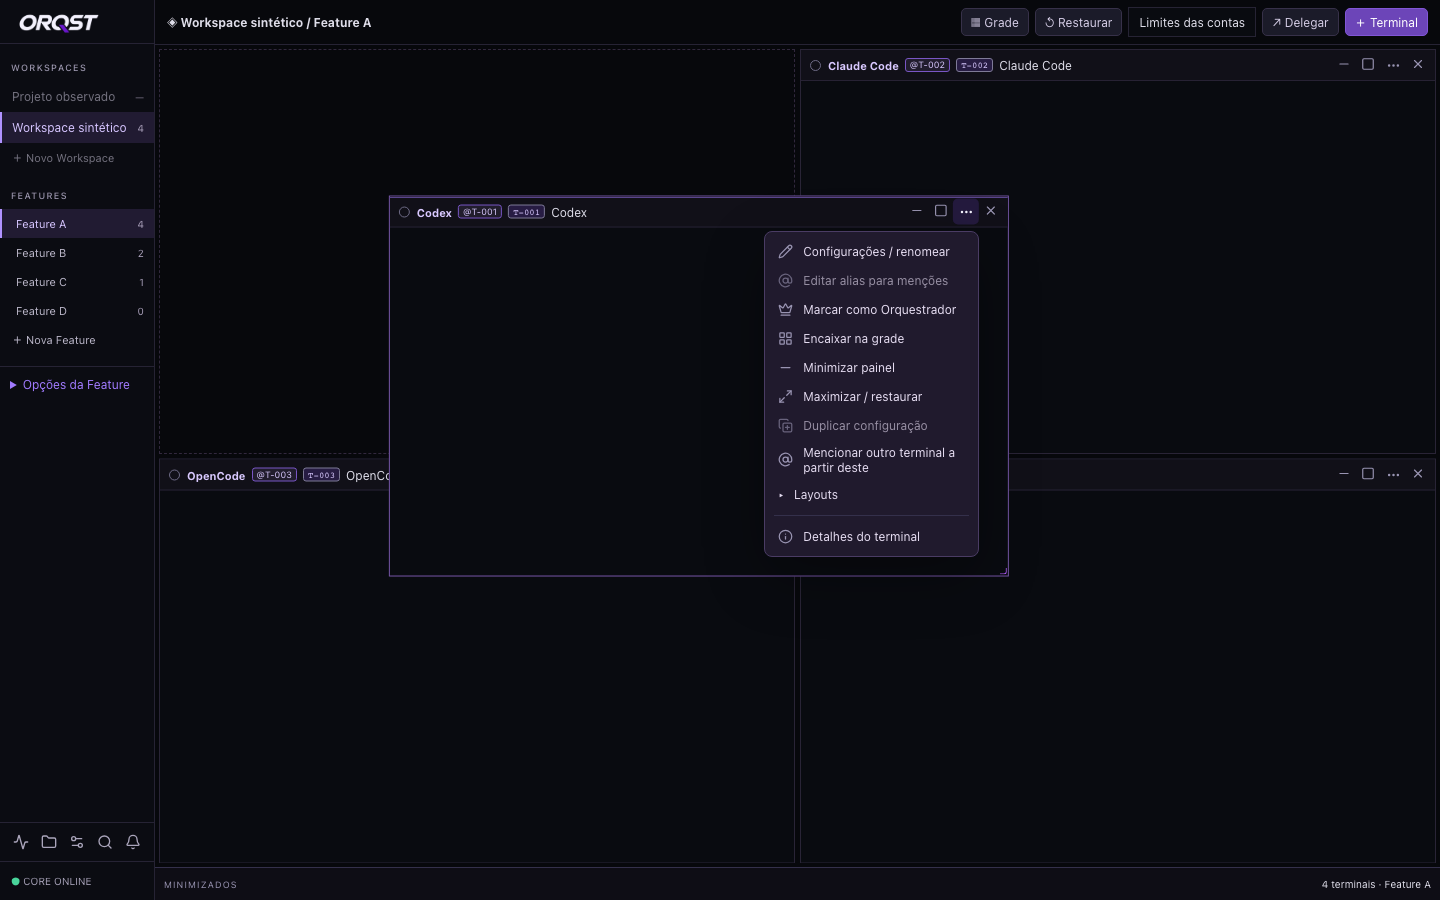 ORQST
WORKSPACES
Projeto observado —
Workspace sintético 4
+ Novo Workspace
FEATURES
Feature A 4
Feature B 2
Feature C 1
Feature D 0
+ Nova Feature
Opções da Feature
CORE ONLINE
Workspace sintético / Feature A
Grade
Restaurar
Limites das contas
Delegar
+ Terminal
Claude Code @T-002 T-002 Claude Code
Codex @T-001 T-001 Codex
Configurações / renomear
Editar alias para menções
Marcar como Orquestrador
Encaixar na grade
Minimizar painel
Maximizar / restaurar
Duplicar configuração
Mencionar outro terminal a
partir deste
Layouts
Detalhes do terminal
OpenCode @T-003 T-003 OpenCo
MINIMIZADOS
4 terminais · Feature A